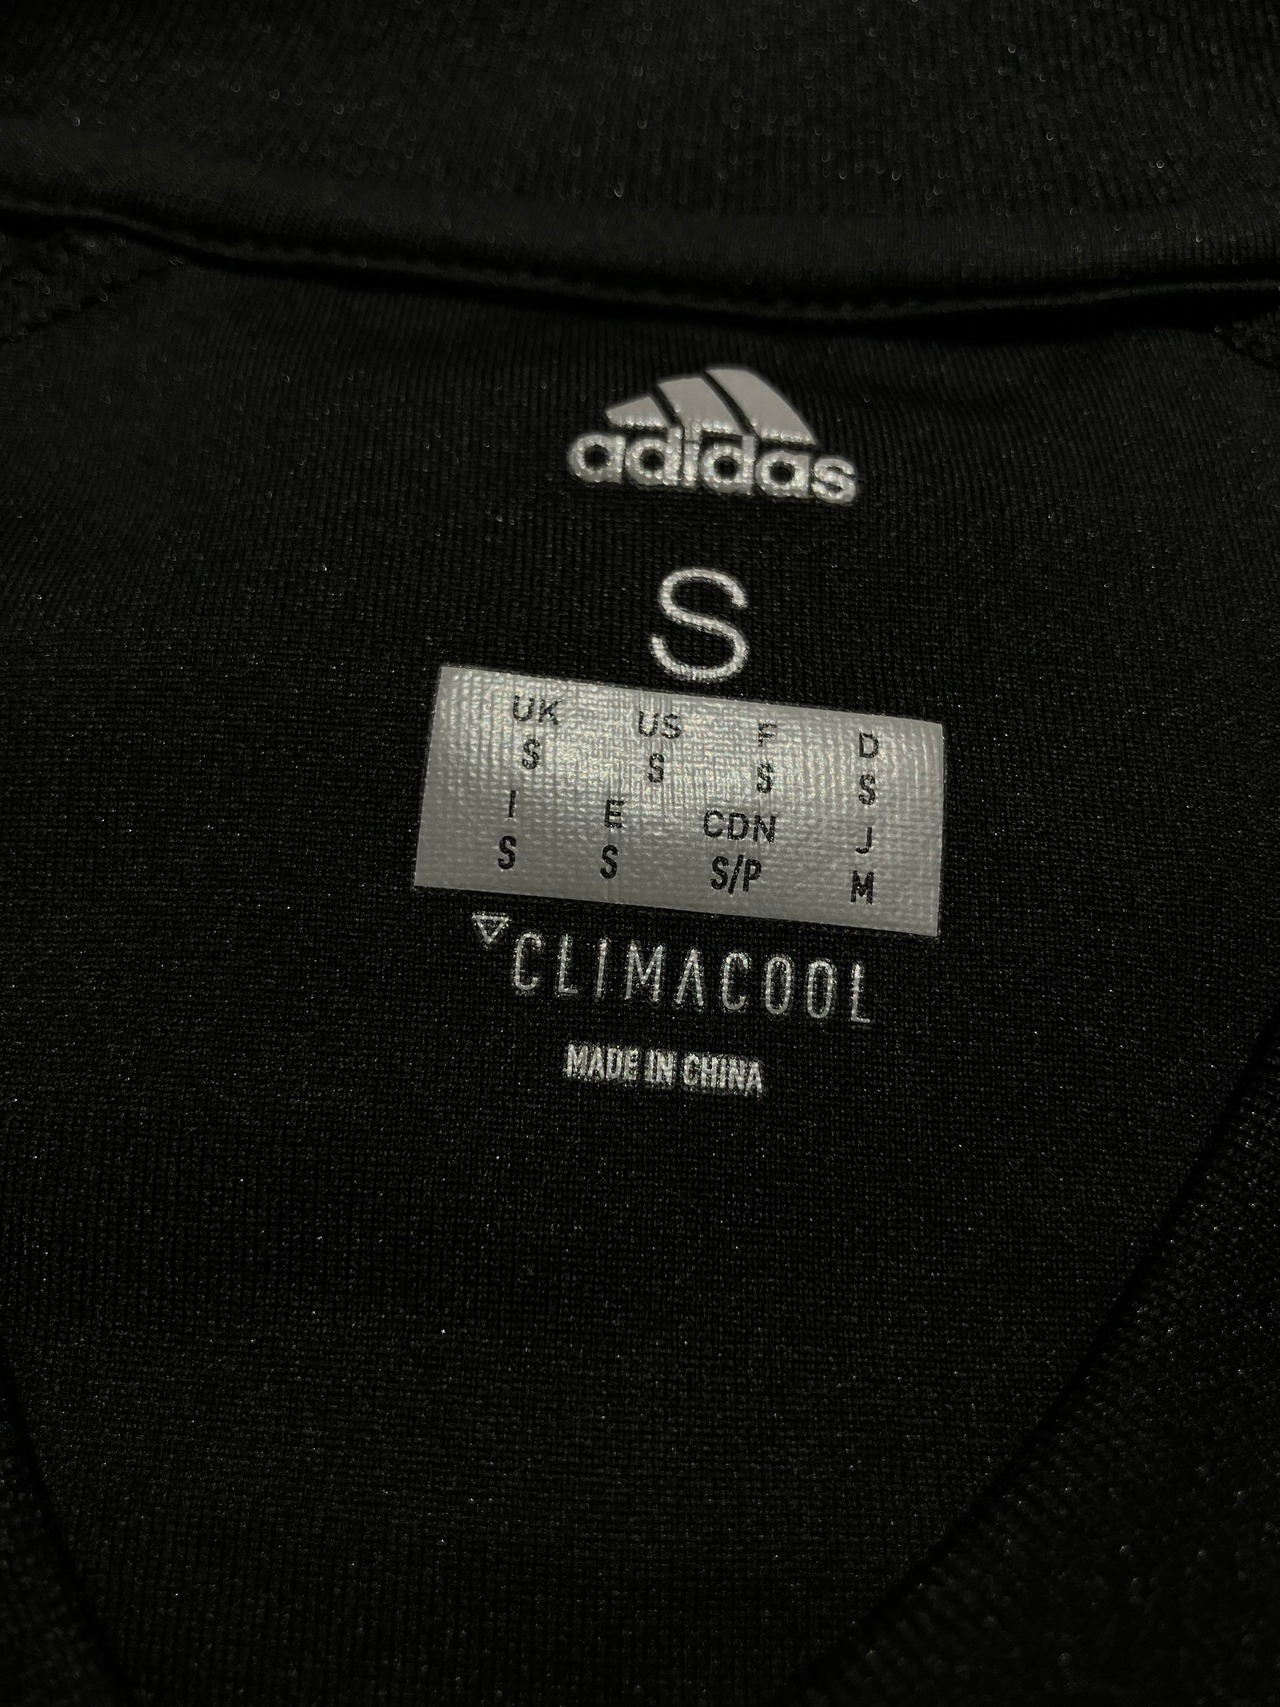 adidas
S
UK US F D
S S S S
I E CDN J
S S S/P M
CLIMACOOL
MADE IN CHINA